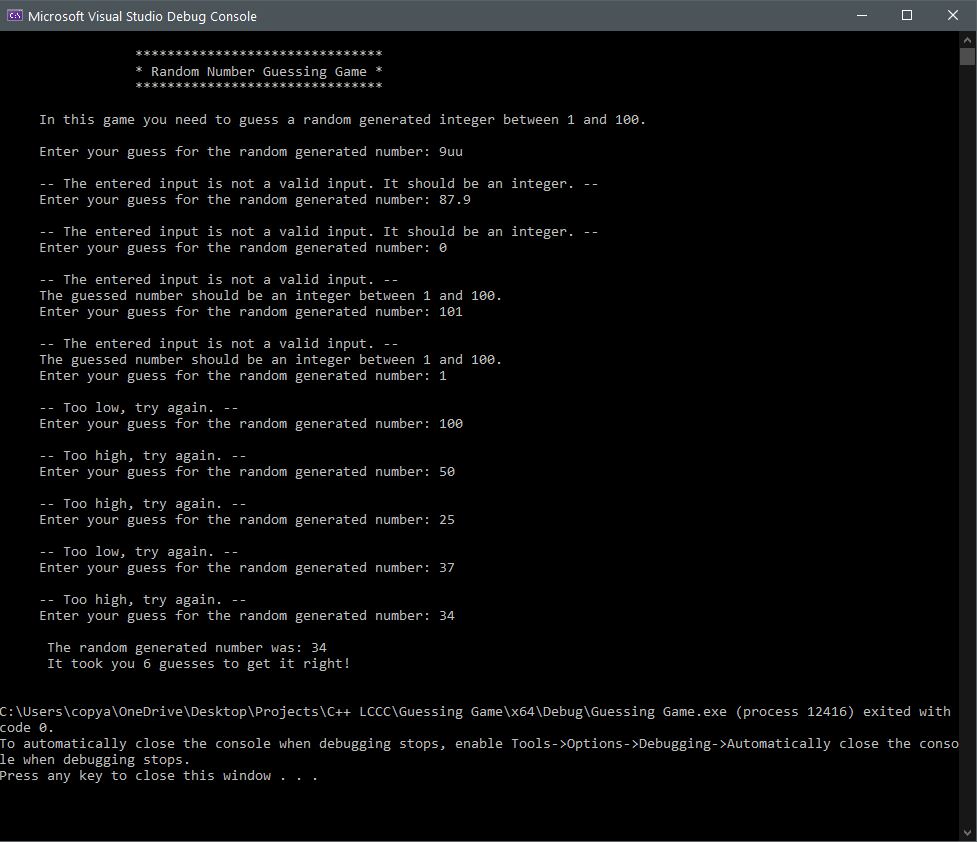 Microsoft Visual Studio Debug Console
*******************************
* Random Number Guessing Game *
*******************************
In this game you need to guess a random generated integer between 1 and 100.
Enter your guess for the random generated number: 9uu
-- The entered input is not a valid input. It should be an integer. --
Enter your guess for the random generated number: 87.9
-- The entered input is not a valid input. It should be an integer. --
Enter your guess for the random generated number: 0
-- The entered input is not a valid input. --
The guessed number should be an integer between 1 and 100.
Enter your guess for the random generated number: 101
-- The entered input is not a valid input. --
The guessed number should be an integer between 1 and 100.
Enter your guess for the random generated number: 1
-- Too low, try again. --
Enter your guess for the random generated number: 100
-- Too high, try again. --
Enter your guess for the random generated number: 50
-- Too high, try again. --
Enter your guess for the random generated number: 25
-- Too low, try again. --
Enter your guess for the random generated number: 37
-- Too high, try again. --
Enter your guess for the random generated number: 34
The random generated number was: 34
It took you 6 guesses to get it right!
C:\Users\copya\OneDrive\Desktop\Projects\C++ LCCC\Guessing Game\x64\Debug\Guessing Game.exe (process 12416) exited with
code 0.
To automatically close the console when debugging stops, enable Tools->Options->Debugging->Automatically close the conso
le when debugging stops.
Press any key to close this window . . .